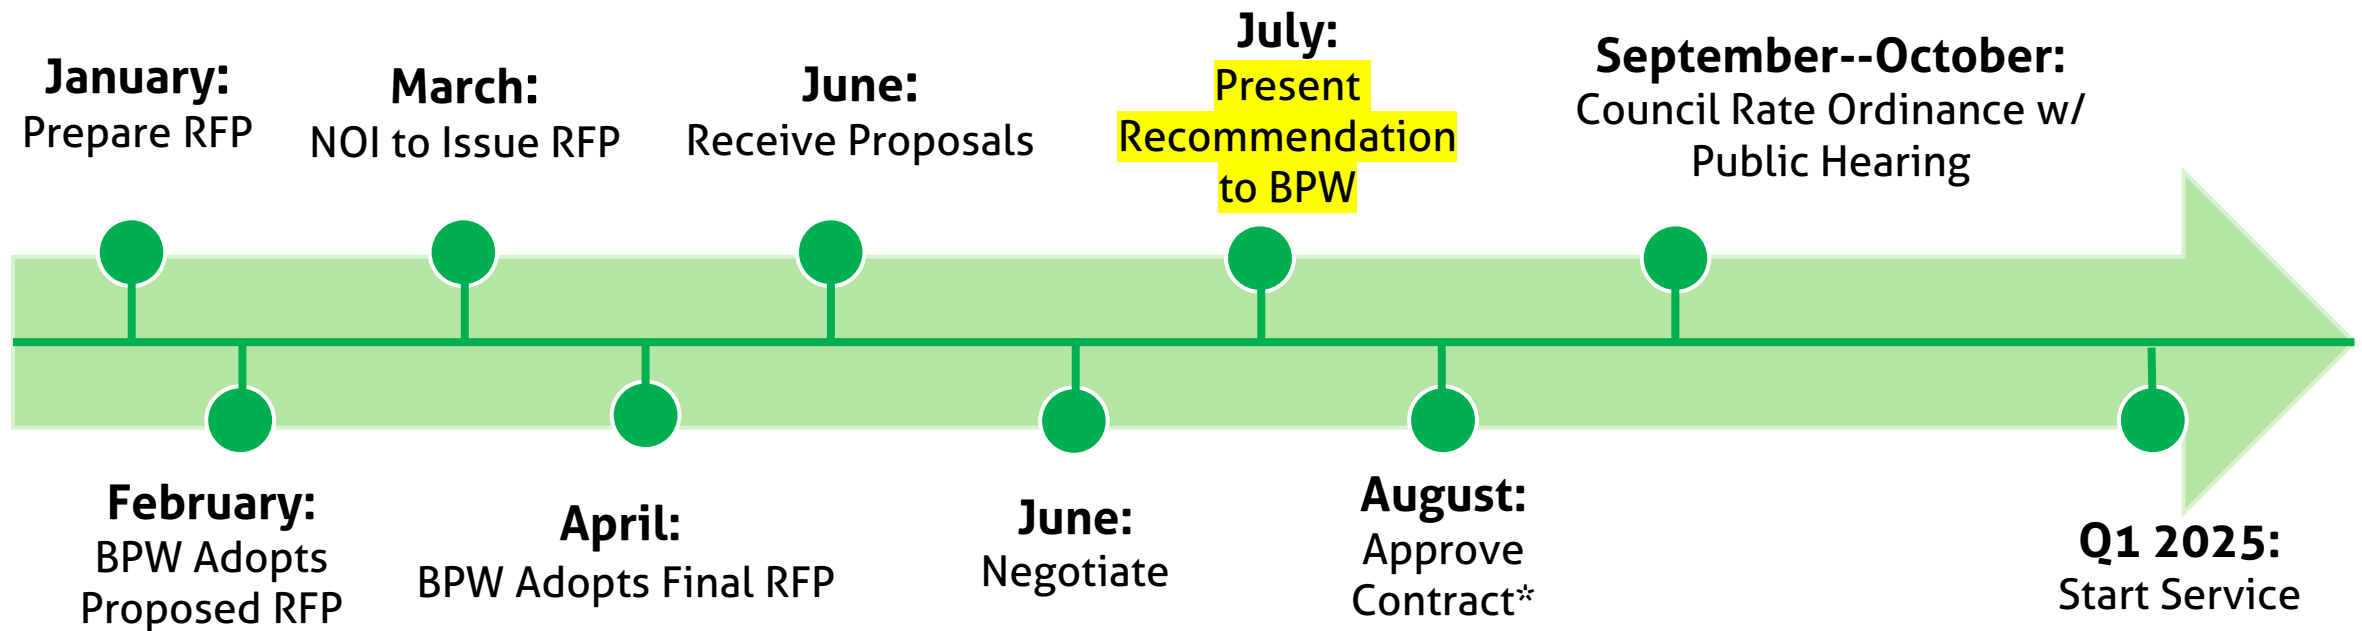 January:
Prepare RFP
February:
BPW Adopts
Proposed RFP
March:
NOI to Issue RFP
April:
BPW Adopts Final RFP
June:
Receive Proposals
June:
Negotiate
July:
Present
Recommendation
to BPW
August:
Approve
Contract*
September--October:
Council Rate Ordinance w/
Public Hearing
Q1 2025:
Start Service